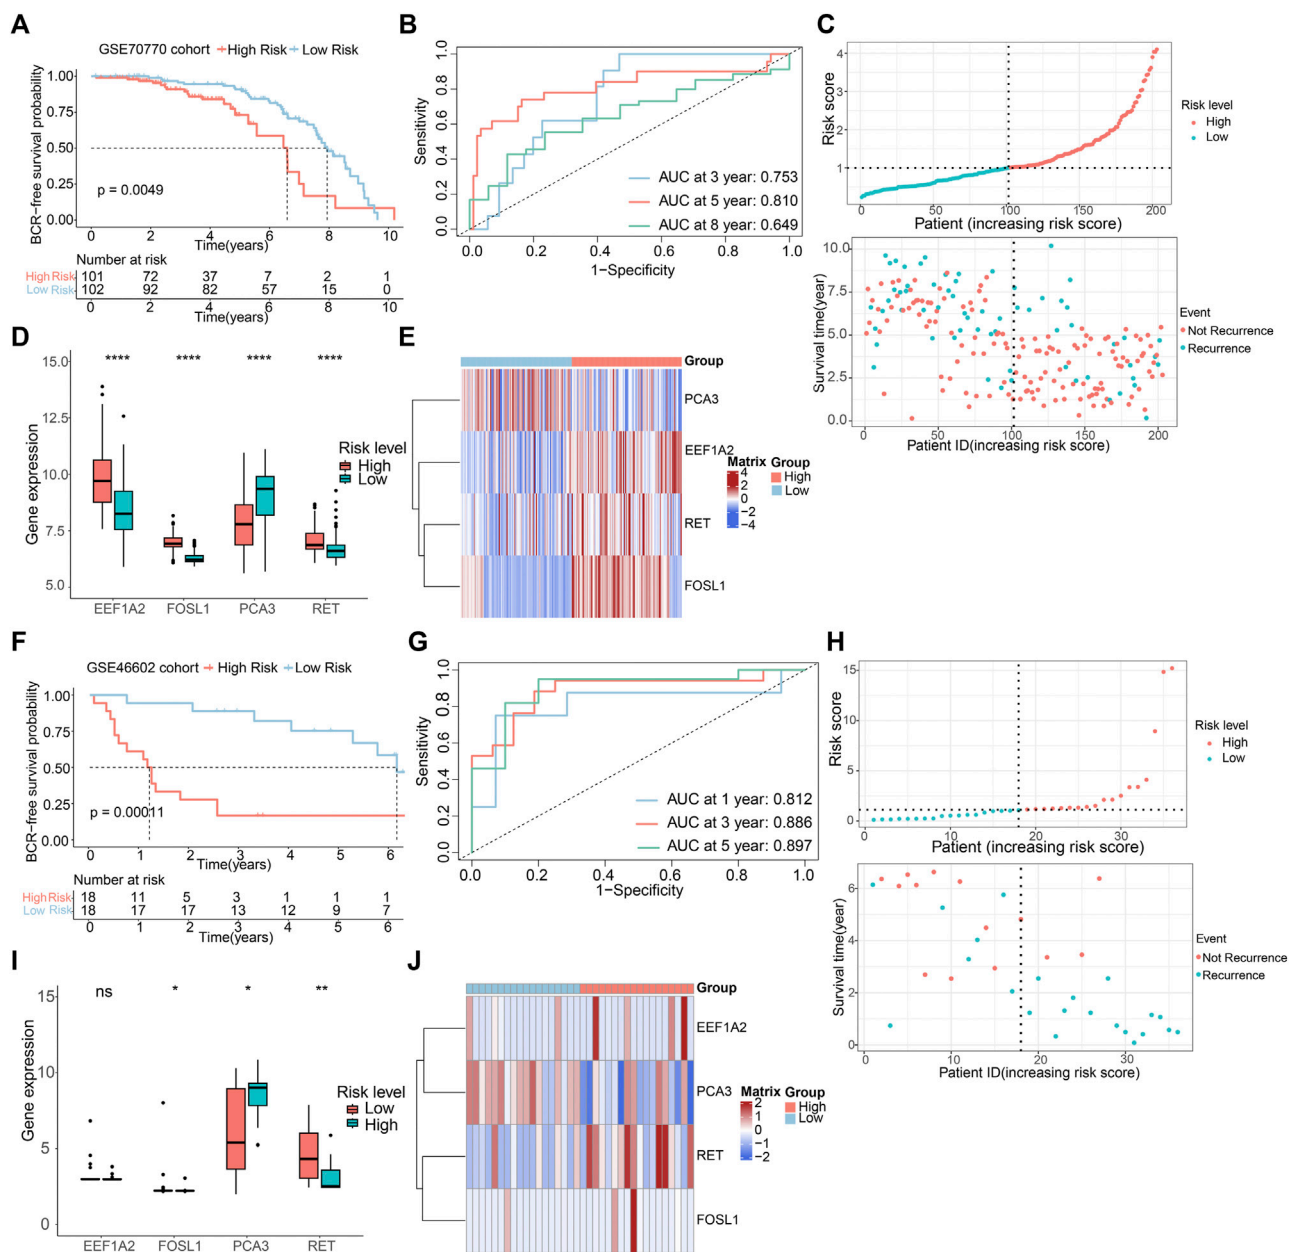 A
GSE70770 cohort High Risk Low Risk
BCR-free survival probability
1.00
0.75
0.50
0.25
0.00
p = 0.0049
0 2 4 6 8 10
Time(years)
Number at risk
High Risk 101 72 37 7 2 1
Low Risk 102 92 82 57 15 0
0 2 4 6 8 10
Time(years)
B
Sensitivity
1.0
0.8
0.6
0.4
0.2
0.0
AUC at 3 year: 0.753
AUC at 5 year: 0.810
AUC at 8 year: 0.649
0.0 0.2 0.4 0.6 0.8 1.0
1−Specificity
C
Risk score
4
3
2
1
0 50 100 150 200
Patient (increasing risk score)
Risk level
High
Low
Survival time(year)
10.0
7.5
5.0
2.5
0.0
0 50 100 150 200
Patient ID(increasing risk score)
Event
Not Recurrence
Recurrence
D
Gene expression
15.0
12.5
10.0
7.5
5.0
**** **** **** ****
Risk level
High
Low
EEF1A2 FOSL1 PCA3 RET
E
Group
PCA3
EEF1A2
RET
FOSL1
Matrix Group
4
2
0
−2
−4
High
Low
F
GSE46602 cohort High Risk Low Risk
BCR-free survival probability
1.00
0.75
0.50
0.25
0.00
p = 0.00011
0 1 2 3 4 5 6
Time(years)
Number at risk
High Risk 18 11 5 3 1 1 1
Low Risk 18 17 17 13 12 9 7
0 1 2 3 4 5 6
Time(years)
G
Sensitivity
1.0
0.8
0.6
0.4
0.2
0.0
AUC at 1 year: 0.812
AUC at 3 year: 0.886
AUC at 5 year: 0.897
0.0 0.2 0.4 0.6 0.8 1.0
1−Specificity
H
Risk score
15
10
5
0
0 10 20 30
Patient (increasing risk score)
Risk level
High
Low
Survival time(year)
6
4
2
0
0 10 20 30
Patient ID(increasing risk score)
Event
Not Recurrence
Recurrence
I
Gene expression
15
10
5
0
ns * * **
Risk level
Low
High
EEF1A2 FOSL1 PCA3 RET
J
Group
EEF1A2
PCA3
RET
FOSL1
Matrix Group
2
1
0
−1
−2
High
Low